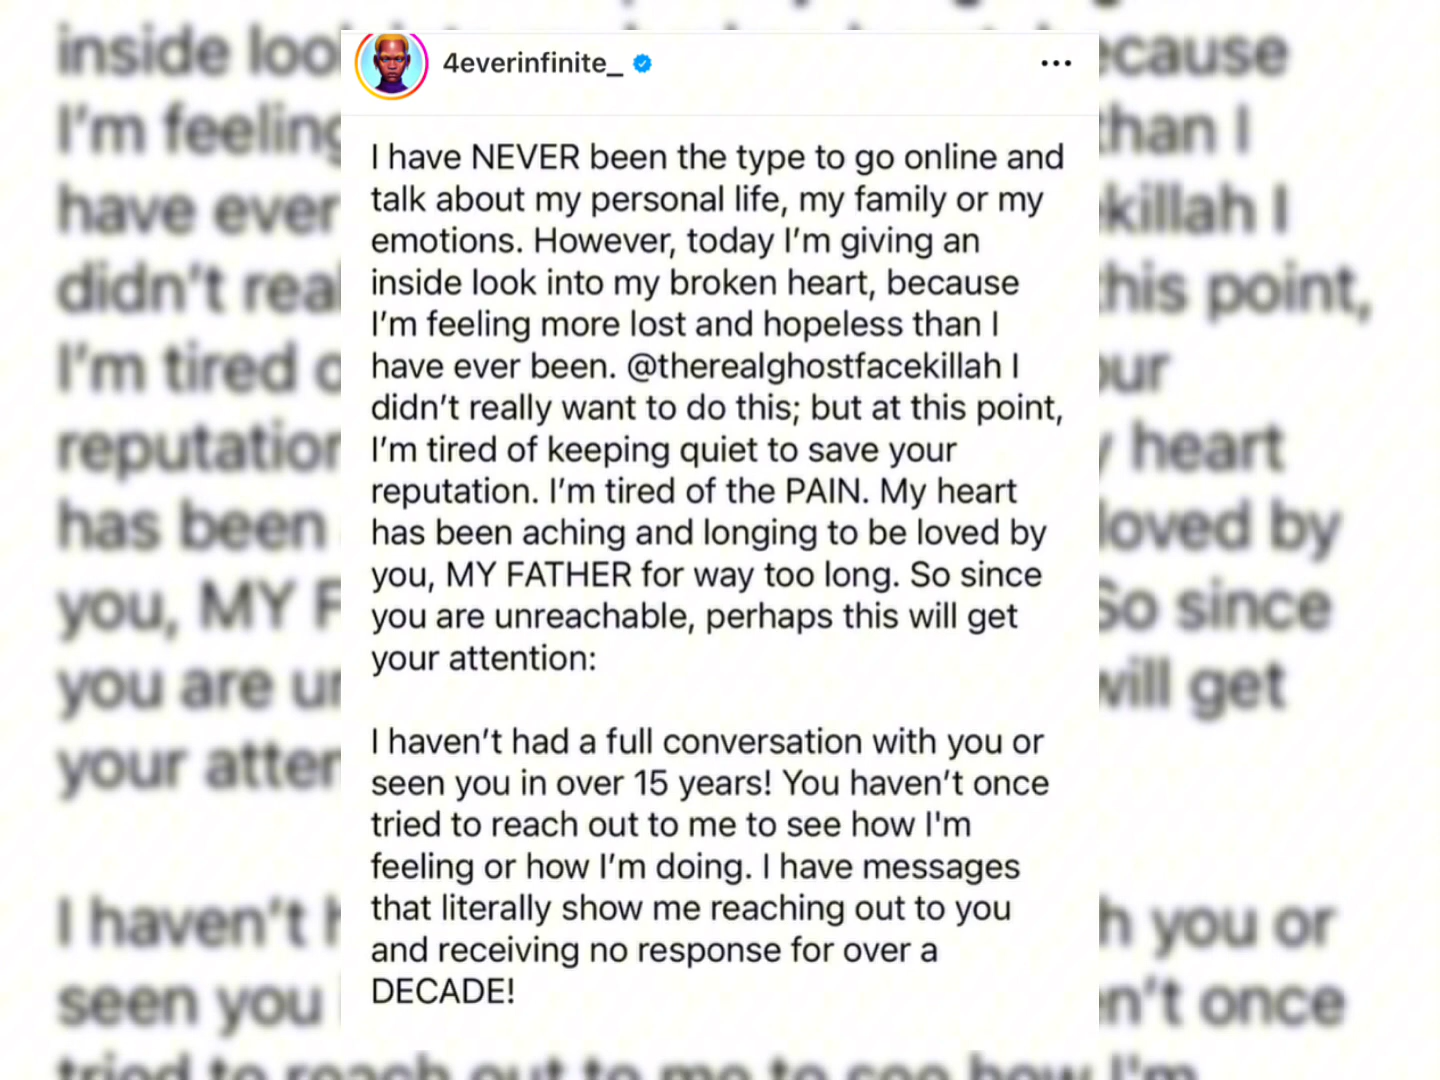 4everinfinite_
I have NEVER been the type to go online and
talk about my personal life, my family or my
emotions. However, today I’m giving an
inside look into my broken heart, because
I’m feeling more lost and hopeless than I
have ever been. @therealghostfacekillah I
didn’t really want to do this; but at this point,
I’m tired of keeping quiet to save your
reputation. I’m tired of the PAIN. My heart
has been aching and longing to be loved by
you, MY FATHER for way too long. So since
you are unreachable, perhaps this will get
your attention:
I haven’t had a full conversation with you or
seen you in over 15 years! You haven’t once
tried to reach out to me to see how I'm
feeling or how I’m doing. I have messages
that literally show me reaching out to you
and receiving no response for over a
DECADE!